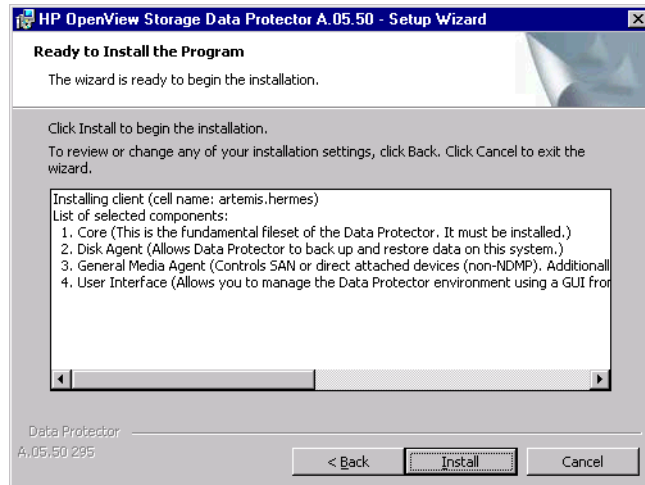 HP OpenView Storage Data Protector A.05.50 - Setup Wizard
Ready to Install the Program
The wizard is ready to begin the installation.
Click Install to begin the installation.
To review or change any of your installation settings, click Back. Click Cancel to exit the
wizard.
Installing client (cell name: artemis.hermes)
List of selected components:
1. Core (This is the fundamental fileset of the Data Protector. It must be installed.)
2. Disk Agent (Allows Data Protector to back up and restore data on this system.)
3. General Media Agent (Controls SAN or direct attached devices (non-NDMP). Additionall
4. User Interface (Allows you to manage the Data Protector environment using a GUI fror
Data Protector
A.05.50 295
< Back
Install
Cancel